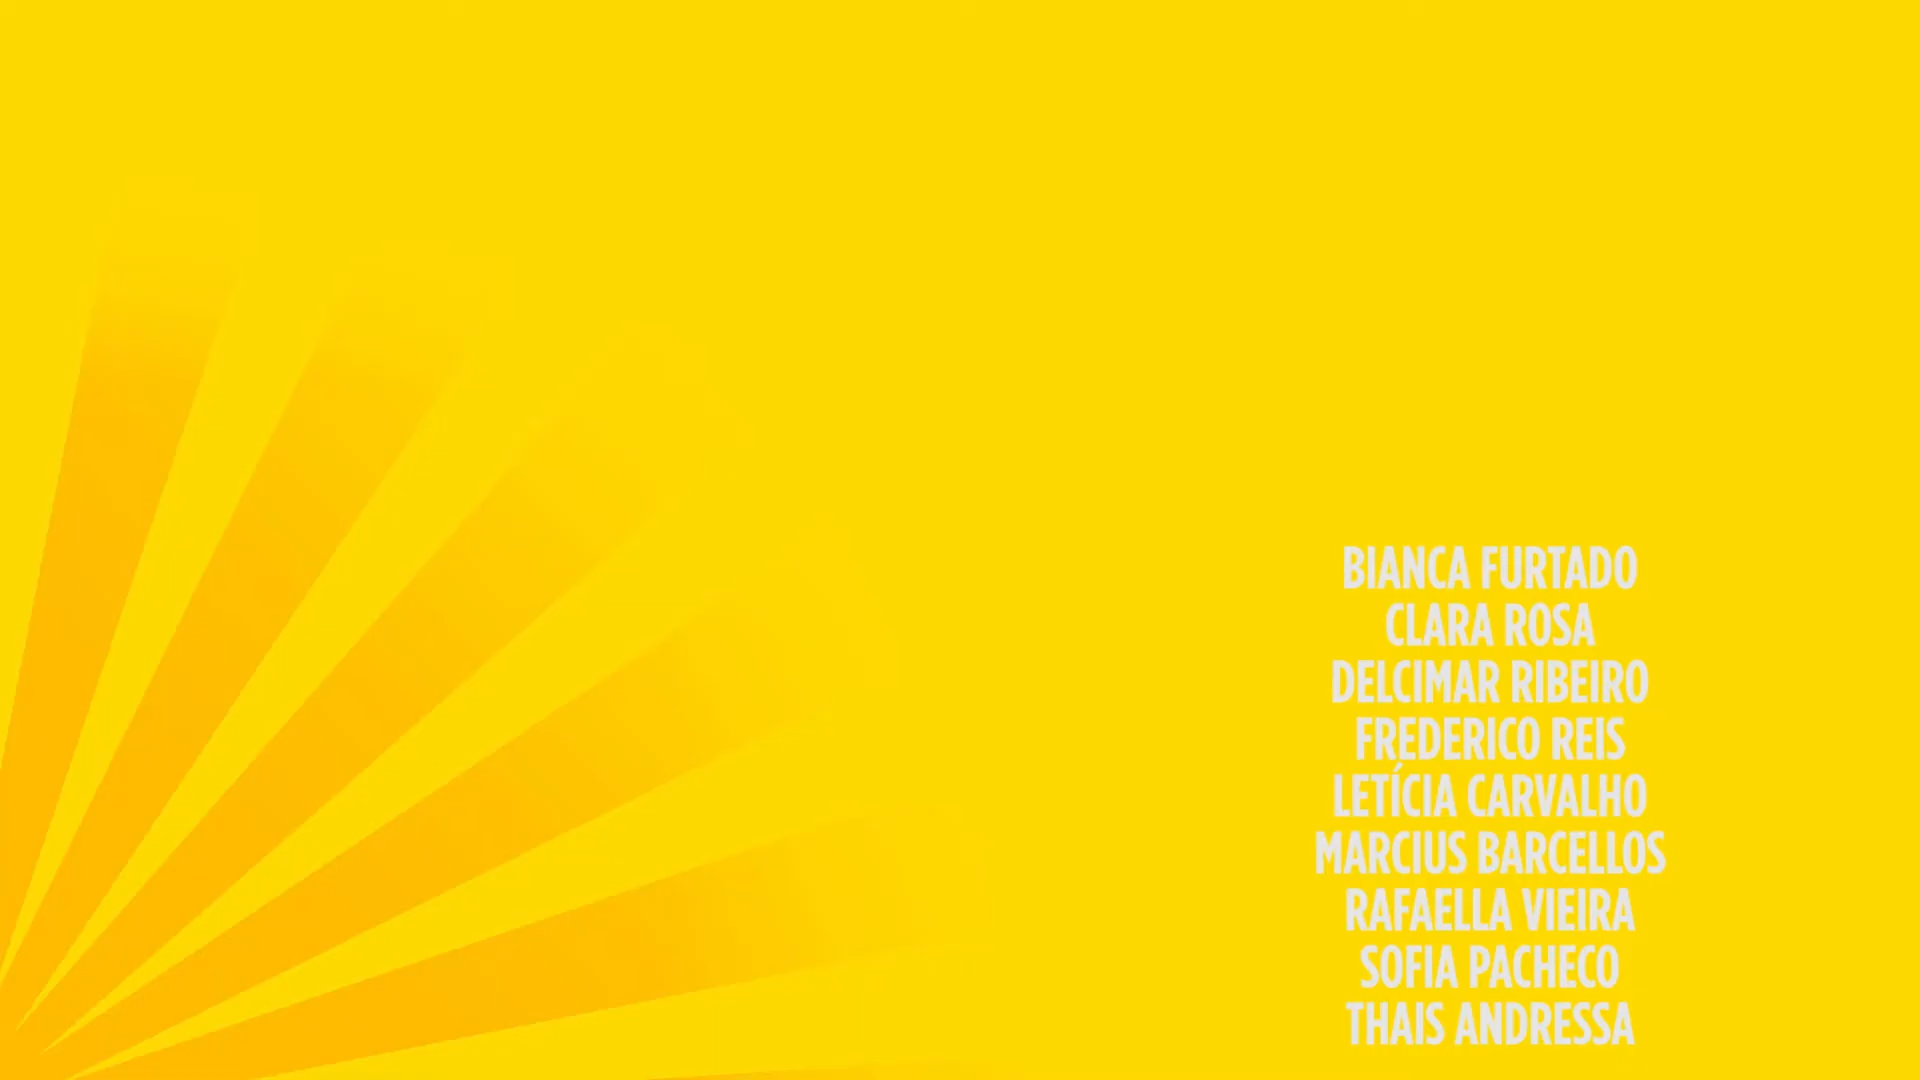 BIANCA FURTADO
CLARA ROSA
DELCIMAR RIBEIRO
FREDERICO REIS
LETÍCIA CARVALHO
MARCIUS BARCELLOS
RAFAELLA VIEIRA
SOFIA PACHECO
THAIS ANDRESSA